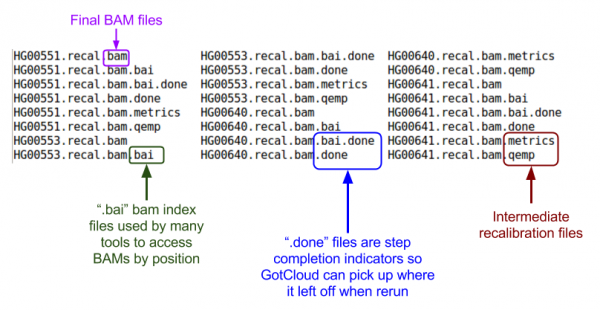 Final BAM files
HG00551.recal.bam
HG00551.recal.bam.bai
HG00551.recal.bam.bai.done
HG00551.recal.bam.done
HG00551.recal.bam.metrics
HG00551.recal.bam.qemp
HG00553.recal.bam
HG00553.recal.bam.bai
HG00553.recal.bam.bai.done
HG00553.recal.bam.done
HG00553.recal.bam.metrics
HG00553.recal.bam.qemp
HG00640.recal.bam
HG00640.recal.bam.bai
HG00640.recal.bam.bai.done
HG00640.recal.bam.done
HG00640.recal.bam.metrics
HG00640.recal.bam.qemp
HG00641.recal.bam
HG00641.recal.bam.bai
HG00641.recal.bam.bai.done
HG00641.recal.bam.done
HG00641.recal.bam.metrics
HG00641.recal.bam.qemp
“.bai” bam index
files used by many
tools to access
BAMs by position
“.done” files are step
completion indicators so
GotCloud can pick up where
it left off when rerun
Intermediate
recalibration files